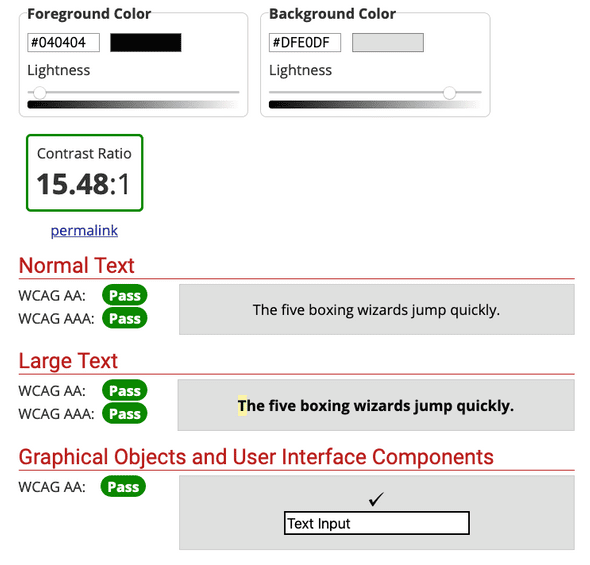 Foreground Color
#040404
Lightness
Background Color
#DFE0DF
Lightness
Contrast Ratio
15.48:1
permalink
Normal Text
WCAG AA: Pass
WCAG AAA: Pass
The five boxing wizards jump quickly.
Large Text
WCAG AA: Pass
WCAG AAA: Pass
The five boxing wizards jump quickly.
Graphical Objects and User Interface Components
WCAG AA: Pass
✓
Text Input